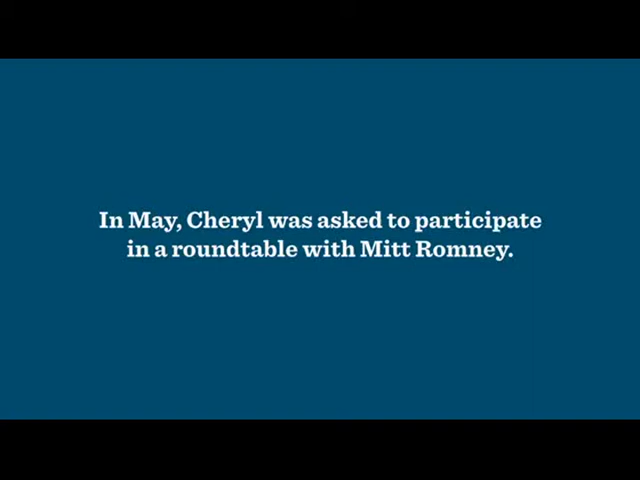 In May, Cheryl was asked to participate
in a roundtable with Mitt Romney.